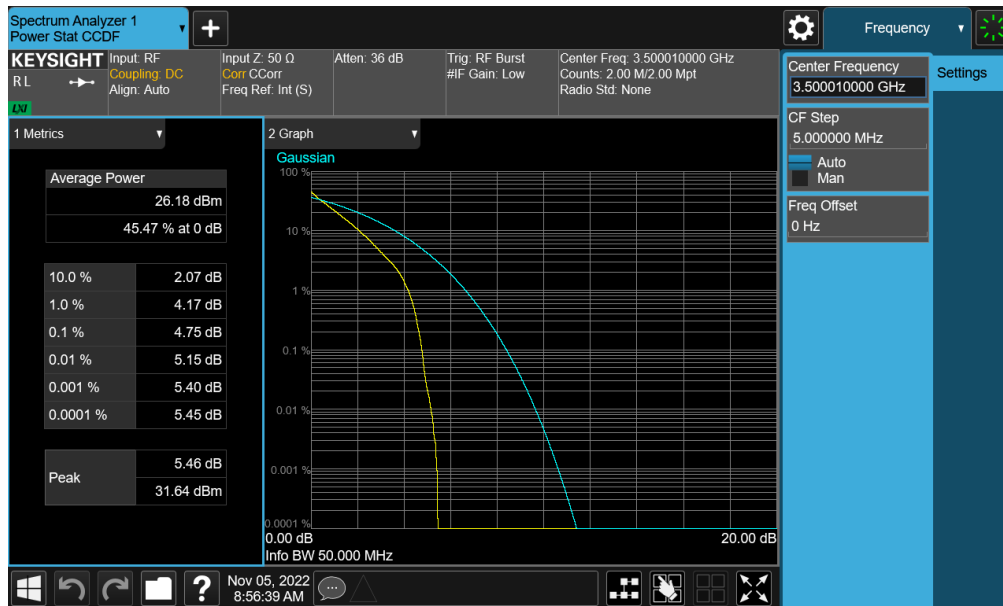 Spectrum Analyzer 1
Power Stat CCDF
Frequency
KEYSIGHT
R L
LXI
Input: RF
Coupling: DC
Align: Auto
Input Z: 50 Ω
Corr CCorr
Freq Ref: Int (S)
Atten: 36 dB
Trig: RF Burst
#IF Gain: Low
Center Freq: 3.500010000 GHz
Counts: 2.00 M/2.00 Mpt
Radio Std: None
Center Frequency
3.500010000 GHz
Settings
CF Step
5.000000 MHz
Auto
Man
Freq Offset
0 Hz
1 Metrics
Average Power
26.18 dBm
45.47 % at 0 dB
10.0 % 2.07 dB
1.0 % 4.17 dB
0.1 % 4.75 dB
0.01 % 5.15 dB
0.001 % 5.40 dB
0.0001 % 5.45 dB
Peak
5.46 dB
31.64 dBm
2 Graph
Gaussian
100 %
10 %
1 %
0.1 %
0.01 %
0.001 %
0.0001 %
0.00 dB 20.00 dB
Info BW 50.000 MHz
?
Nov 05, 2022
8:56:39 AM